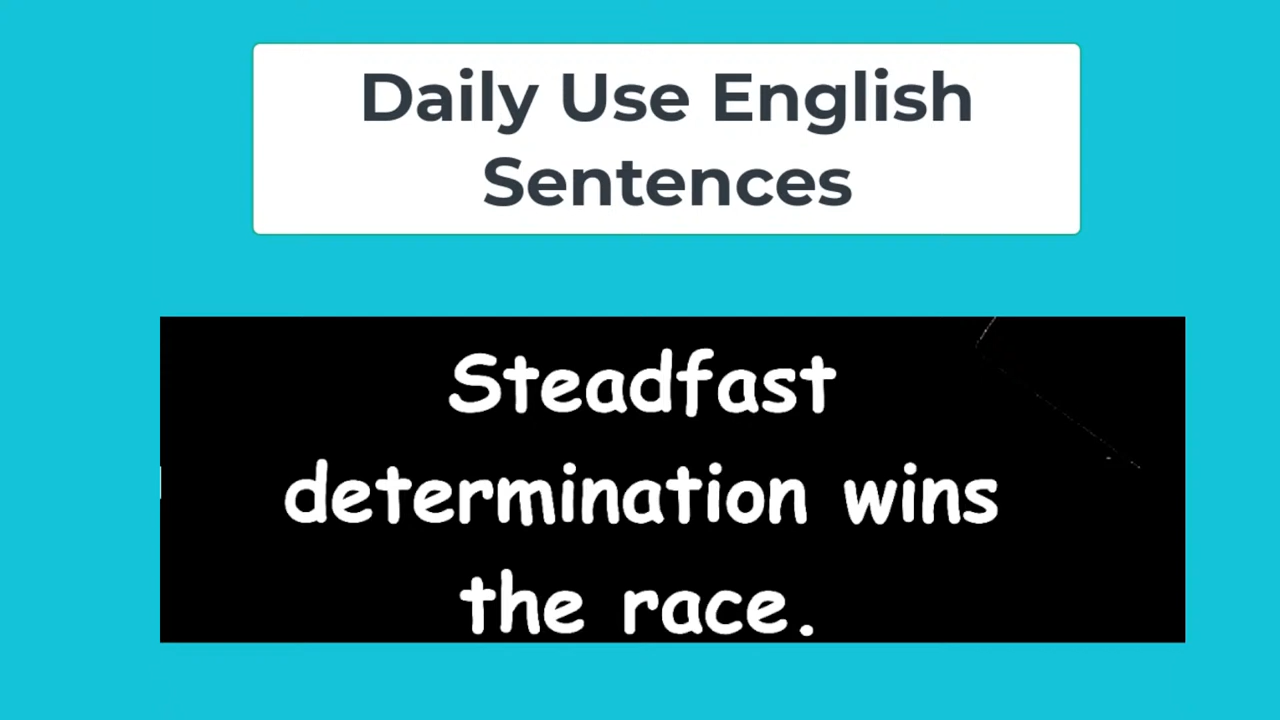 Daily Use English
Sentences
Steadfast
determination wins
the race.